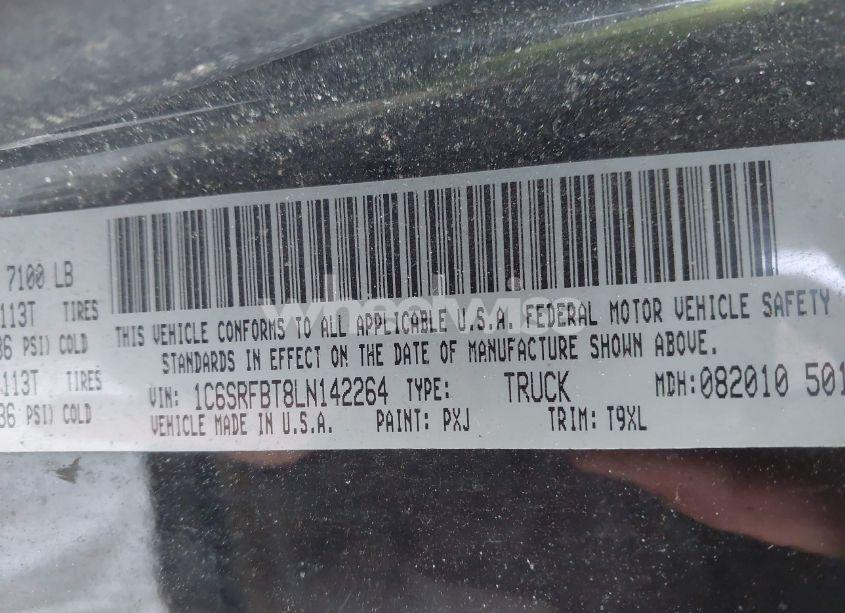 7100 LB
113T TIRES
36 PSI) COLD
113T TIRES
36 PSI) COLD
wheelwise
THIS VEHICLE CONFORMS TO ALL APPLICABLE U.S.A. FEDERAL MOTOR VEHICLE SAFETY
STANDARDS IN EFFECT ON THE DATE OF MANUFACTURE SHOWN ABOVE.
VIN: 1C6SRFBT8LN142264 TYPE: TRUCK MDH:082010 501
VEHICLE MADE IN U.S.A. PAINT: PXJ TRIM: T9XL